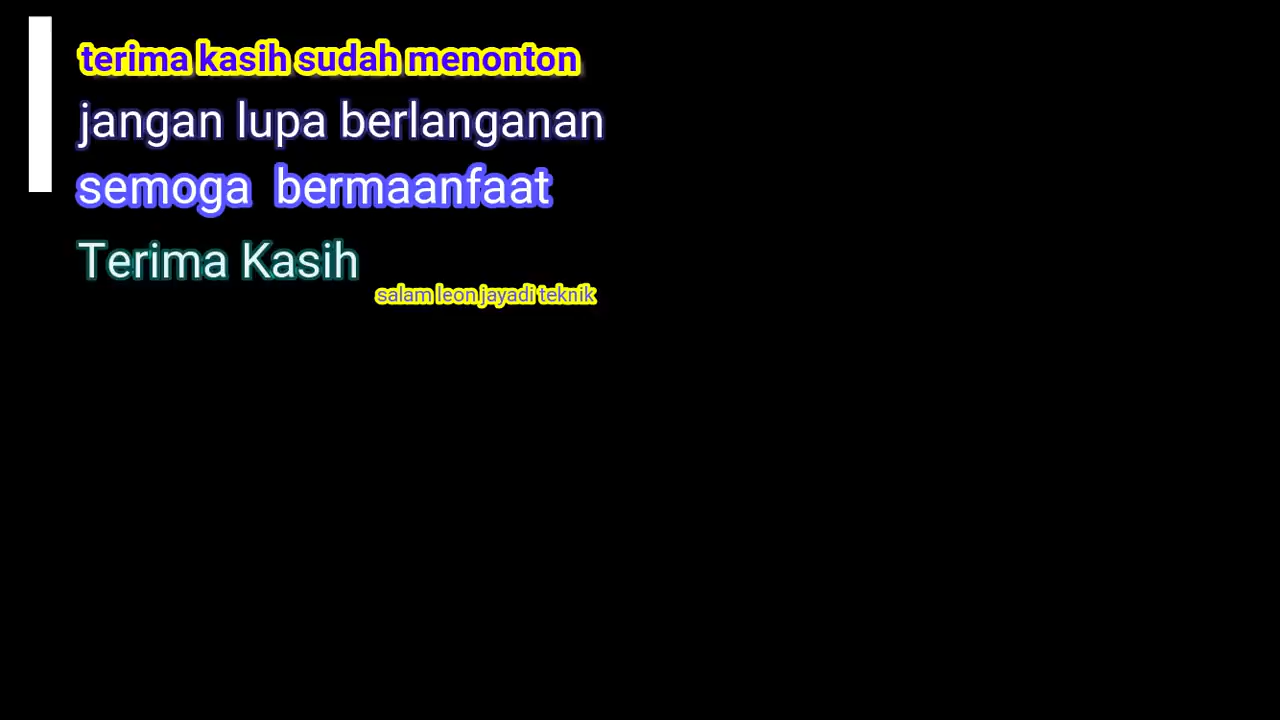 terima kasih sudah menonton
jangan lupa berlanganan
semoga  bermaanfaat
Terima Kasih
salam leon jayadi teknik